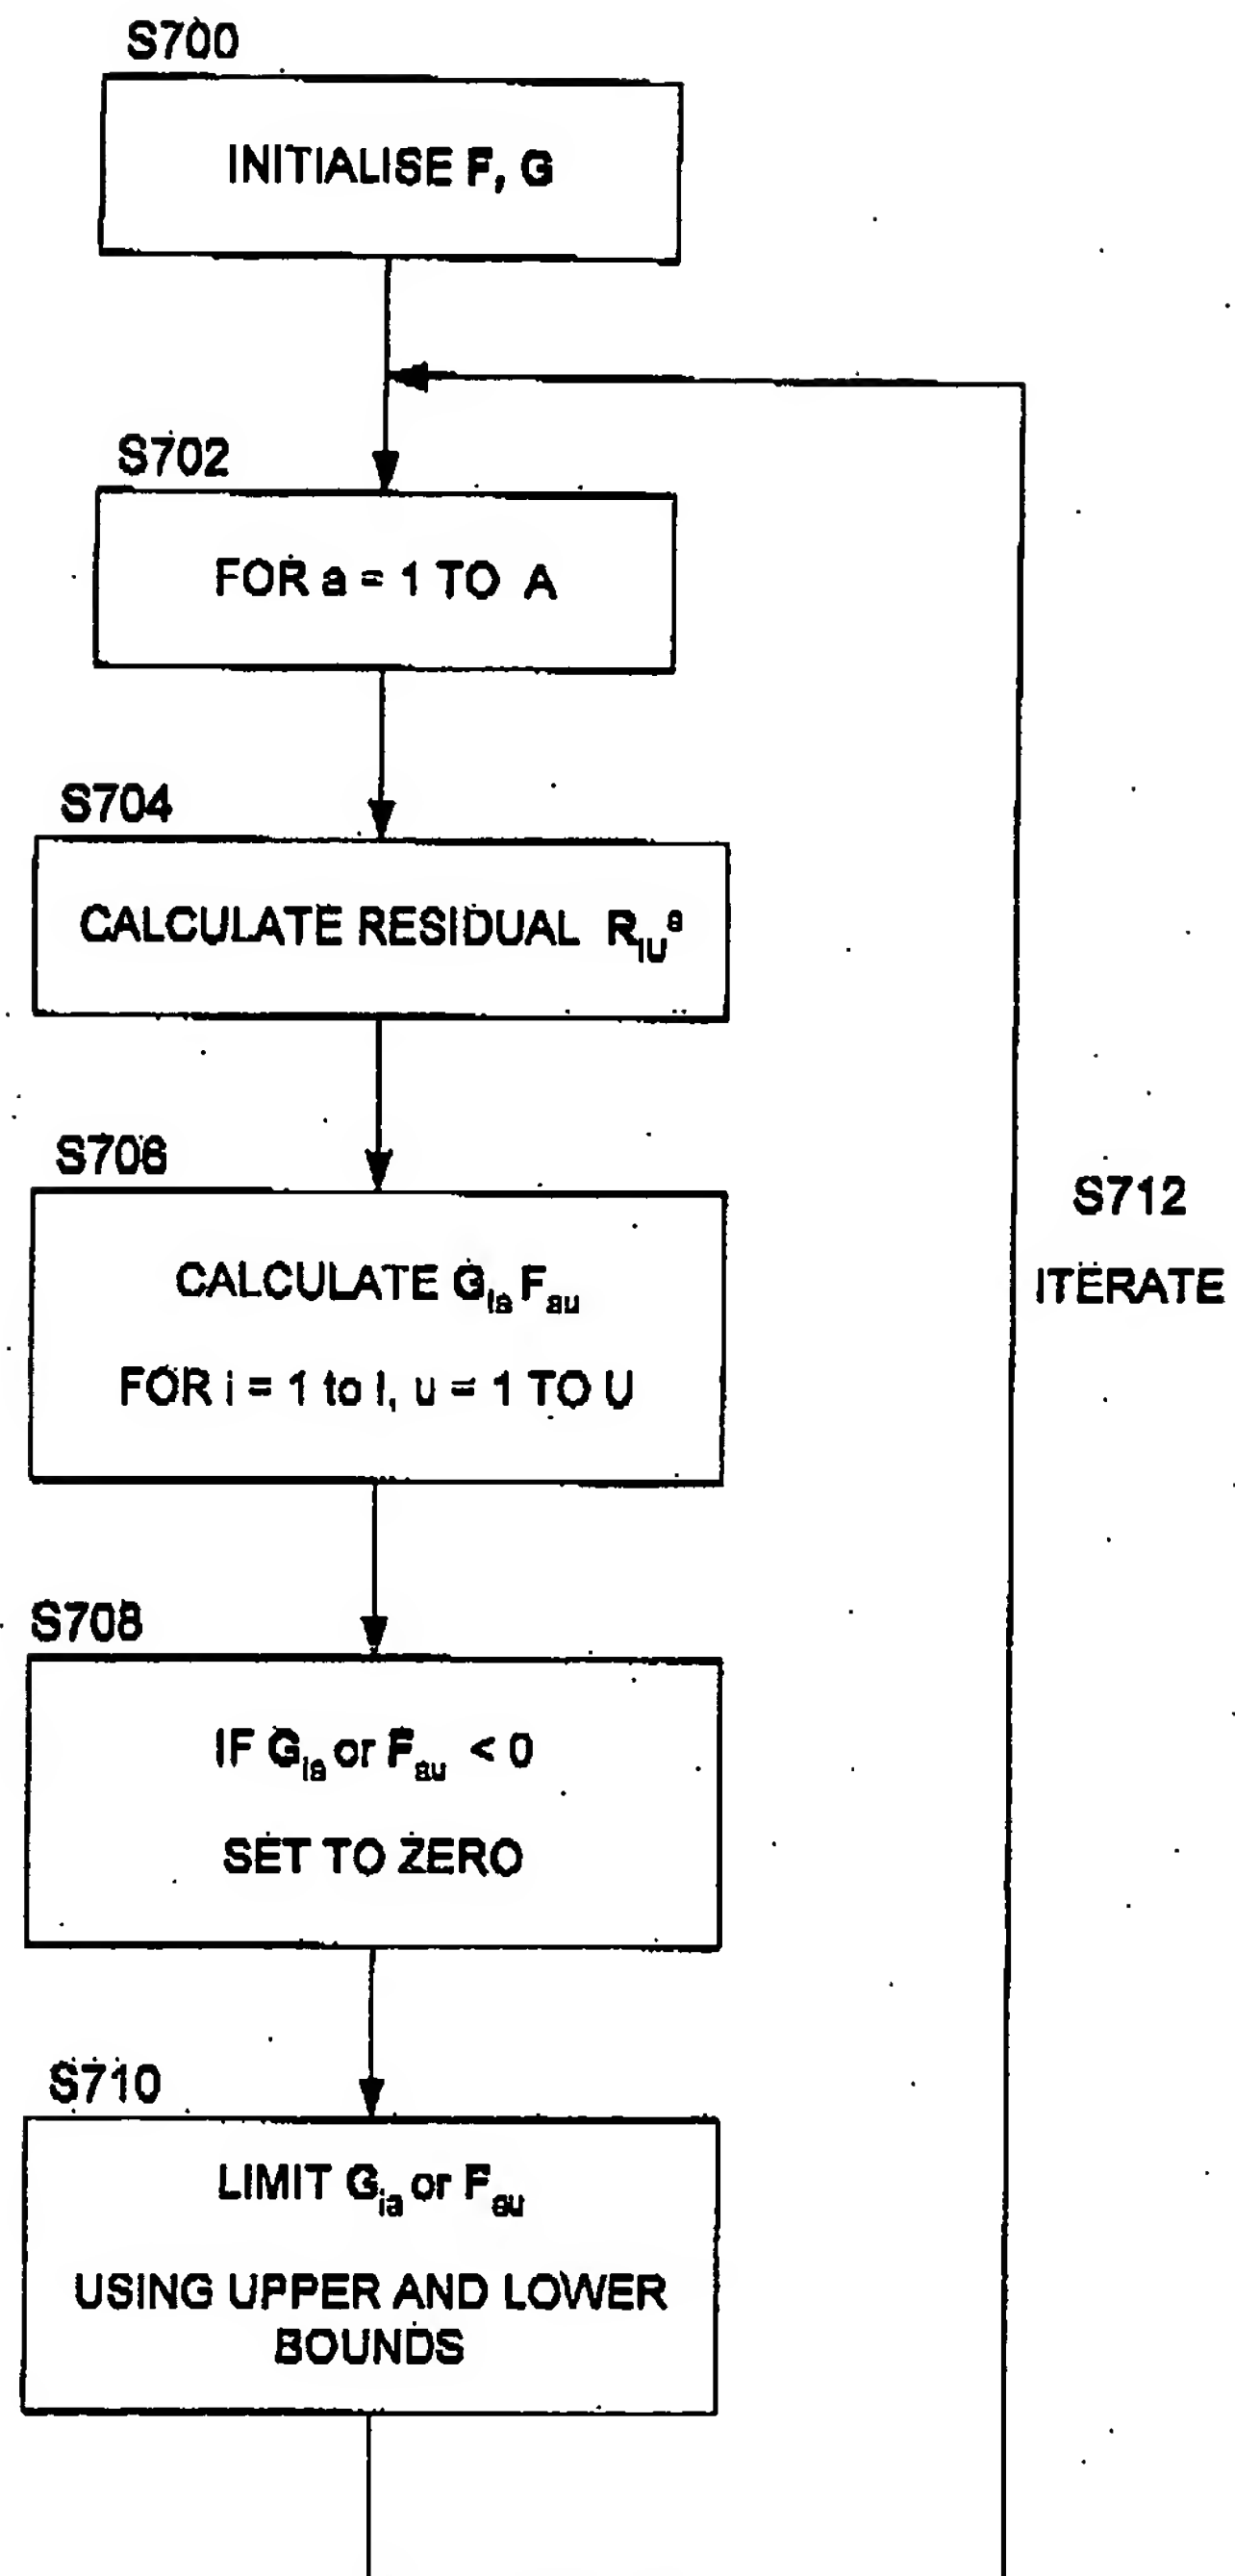 S700
INITIALISE F, G
S702
FOR a = 1 TO A
S704
CALCULATE RESIDUAL R_iu^a
S706
CALCULATE G_ia F_au
FOR i = 1 to I, u = 1 TO U
S712
ITERATE
S708
IF G_ia or F_au < 0
SET TO ZERO
S710
LIMIT G_ia or F_au
USING UPPER AND LOWER
BOUNDS